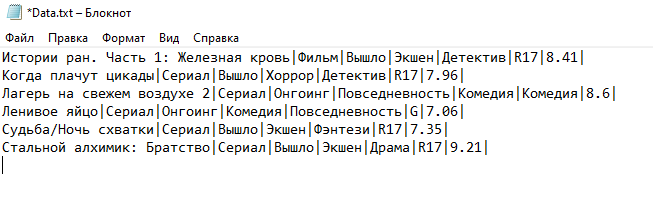 *Data.txt – Блокнот
Файл Правка Формат Вид Справка
Истории ран. Часть 1: Железная кровь|Фильм|Вышло|Экшен|Детектив|R17|8.41|
Когда плачут цикады|Сериал|Вышло|Хоррор|Детектив|R17|7.96|
Лагерь на свежем воздухе 2|Сериал|Онгоинг|Повседневность|Комедия|Комедия|8.6|
Ленивое яйцо|Сериал|Онгоинг|Комедия|Повседневность|G|7.06|
Судьба/Ночь схватки|Сериал|Вышло|Экшен|Фэнтези|R17|7.35|
Стальной алхимик: Братство|Сериал|Вышло|Экшен|Драма|R17|9.21|